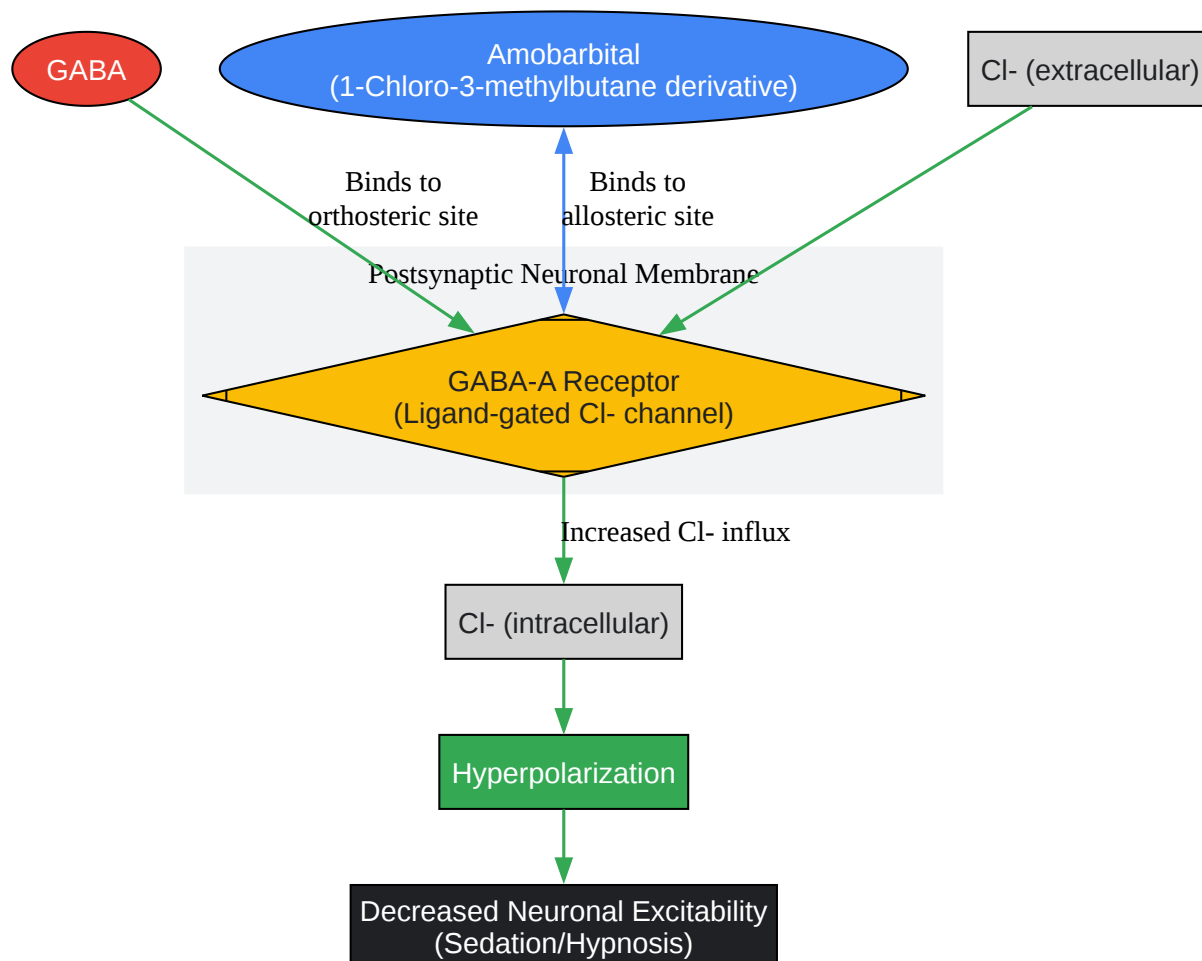 GABA
Amobarbital
(1-Chloro-3-methylbutane derivative)
Cl- (extracellular)
Binds to
orthosteric site
Binds to
allosteric site
Postsynaptic Neuronal Membrane
GABA-A Receptor
(Ligand-gated Cl- channel)
Increased Cl- influx
Cl- (intracellular)
Hyperpolarization
Decreased Neuronal Excitability
(Sedation/Hypnosis)